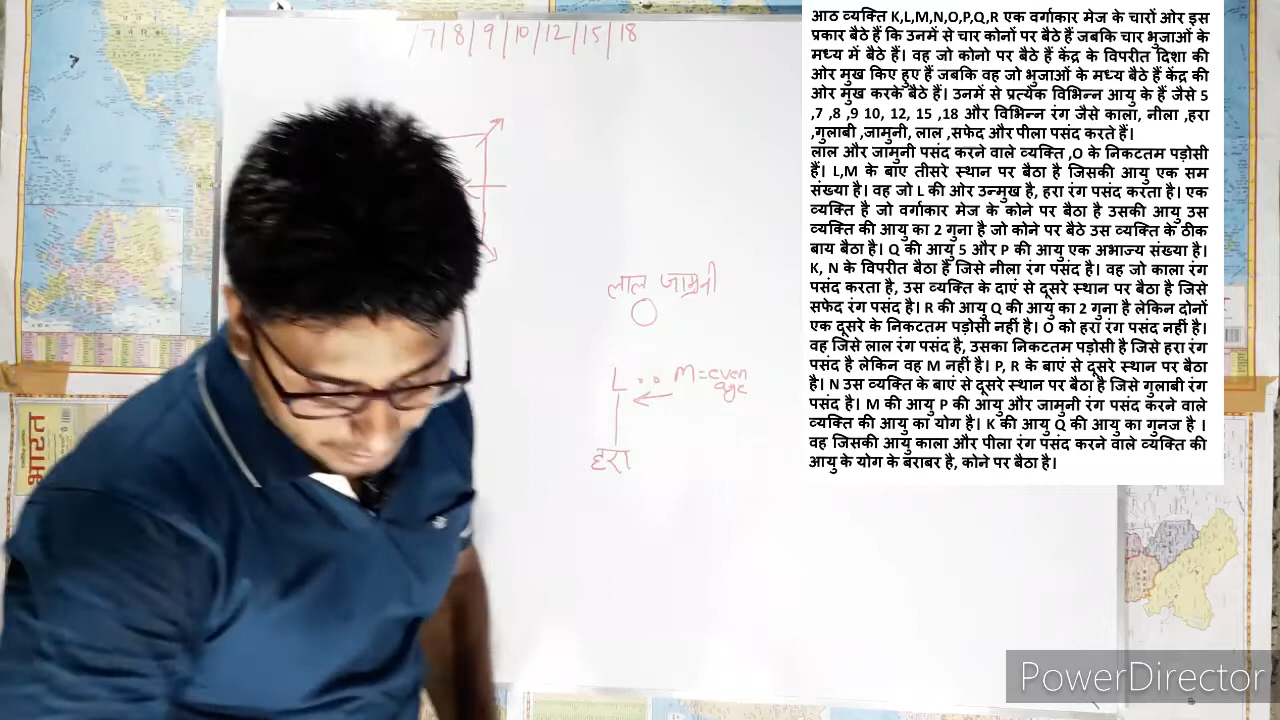 /7/8/9/10/12/15/18
लाल जामुनी
L . . M=even
age
हरा
भारत
आठ व्यक्ति K,L,M,N,O,P,Q,R एक वर्गाकार मेज के चारों ओर इस
प्रकार बैठे हैं कि उनमें से चार कोनों पर बैठे हैं जबकि चार भुजाओं के
मध्य में बैठे हैं। वह जो कोनो पर बैठे हैं केंद्र के विपरीत दिशा की
ओर मुख किए हुए हैं जबकि वह जो भुजाओं के मध्य बैठे हैं केंद्र की
ओर मुख करके बैठे हैं। उनमें से प्रत्येक विभिन्न आयु के हैं जैसे 5
,7 ,8 ,9 10, 12, 15 ,18 और विभिन्न रंग जैसे काला, नीला ,हरा
,गुलाबी ,जामुनी, लाल ,सफेद और पीला पसंद करते हैं।
लाल और जामुनी पसंद करने वाले व्यक्ति ,O के निकटतम पड़ोसी
हैं। L,M के बाएं तीसरे स्थान पर बैठा है जिसकी आयु एक सम
संख्या है। वह जो L की ओर उन्मुख है, हरा रंग पसंद करता है। एक
व्यक्ति है जो वर्गाकार मेज के कोने पर बैठा है उसकी आयु उस
व्यक्ति की आयु का 2 गुना है जो कोने पर बैठे उस व्यक्ति के ठीक
बाय बैठा है। Q की आयु 5 और P की आयु एक अभाज्य संख्या है।
K, N के विपरीत बैठा है जिसे नीला रंग पसंद है। वह जो काला रंग
पसंद करता है, उस व्यक्ति के दाएं से दूसरे स्थान पर बैठा है जिसे
सफेद रंग पसंद है। R की आयु Q की आयु का 2 गुना है लेकिन दोनों
एक दूसरे के निकटतम पड़ोसी नहीं है। O को हरा रंग पसंद नहीं है।
वह जिसे लाल रंग पसंद है, उसका निकटतम पड़ोसी है जिसे हरा रंग
पसंद है लेकिन वह M नहीं है। P, R के बाएं से दूसरे स्थान पर बैठा
है। N उस व्यक्ति के बाएं से दूसरे स्थान पर बैठा है जिसे गुलाबी रंग
पसंद है। M की आयु P की आयु और जामुनी रंग पसंद करने वाले
व्यक्ति की आयु का योग है। K की आयु Q की आयु का गुनज है ।
वह जिसकी आयु काला और पीला रंग पसंद करने वाले व्यक्ति की
आयु के योग के बराबर है, कोने पर बैठा है।
PowerDirector